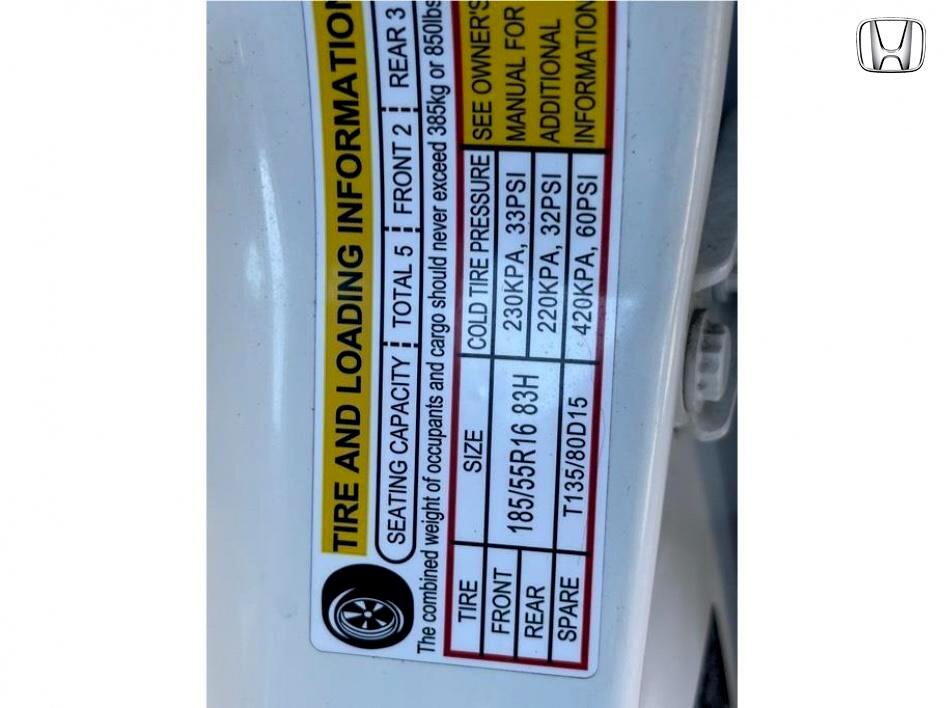 TIRE AND LOADING INFORMATION
SEATING CAPACITY TOTAL 5 FRONT 2 REAR 3
The combined weight of occupants and cargo should never exceed 385kg or 850lbs
TIRE SIZE COLD TIRE PRESSURE SEE OWNER'S
FRONT 185/55R16 83H 230KPA, 33PSI MANUAL FOR
REAR 220KPA, 32PSI ADDITIONAL
SPARE T135/80D15 420KPA, 60PSI INFORMATION